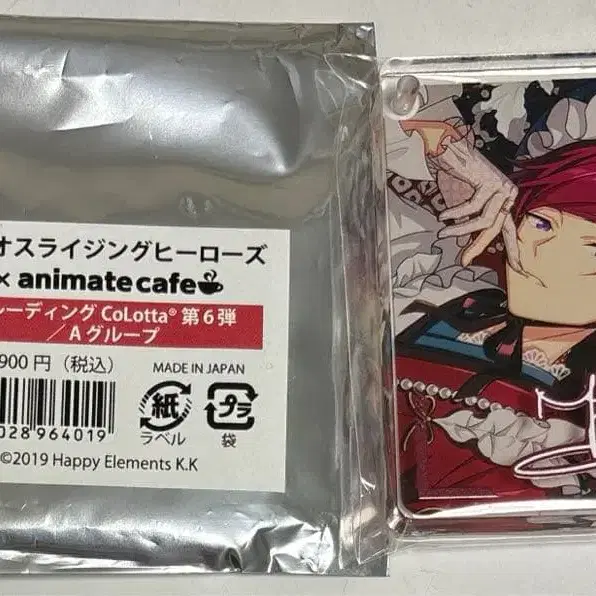 オスライジングヒーローズ
× animatecafe
レーディング CoLotta® 第6弾
／Aグループ
900円（税込）
MADE IN JAPAN
紙 プラ
ラベル 袋
028964019
©2019 Happy Elements K.K